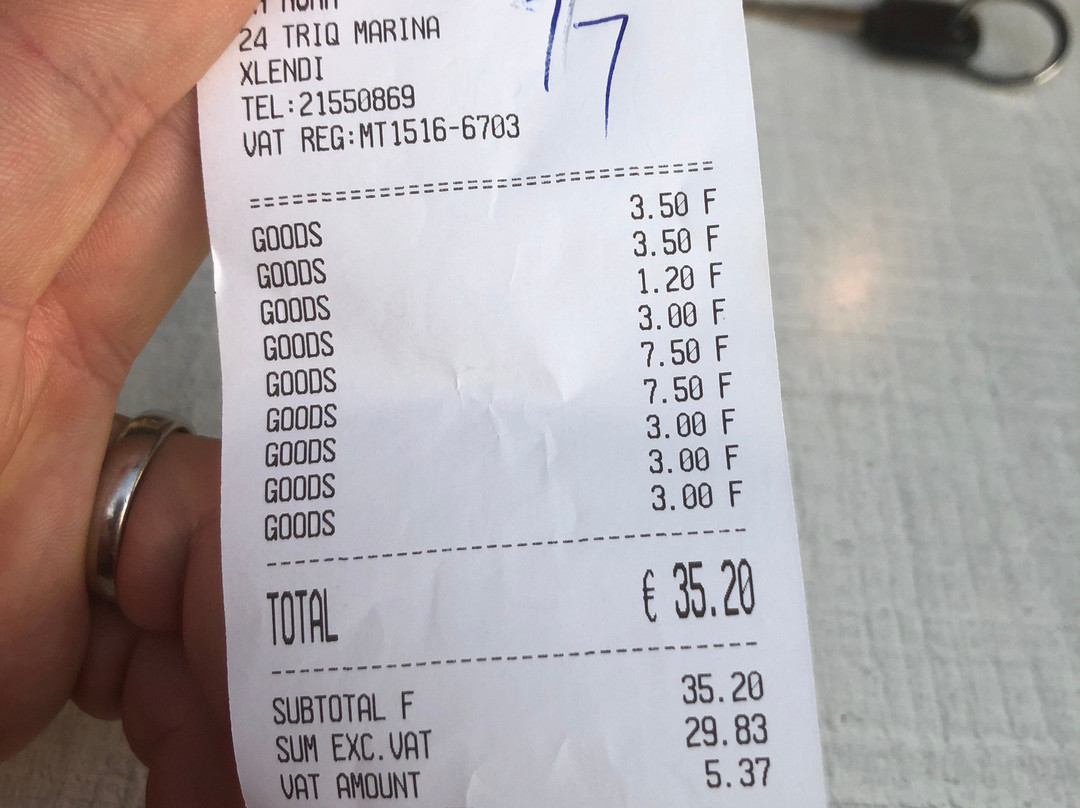 77
24 TRIQ MARINA
XLENDI
TEL:21550869
VAT REG:MT1516-6703
==================================
GOODS 3.50 F
GOODS 3.50 F
GOODS 1.20 F
GOODS 3.00 F
GOODS 7.50 F
GOODS 7.50 F
GOODS 3.00 F
GOODS 3.00 F
GOODS 3.00 F
----------------------------------
TOTAL € 35.20
----------------------------------
SUBTOTAL F 35.20
SUM EXC.VAT 29.83
VAT AMOUNT 5.37